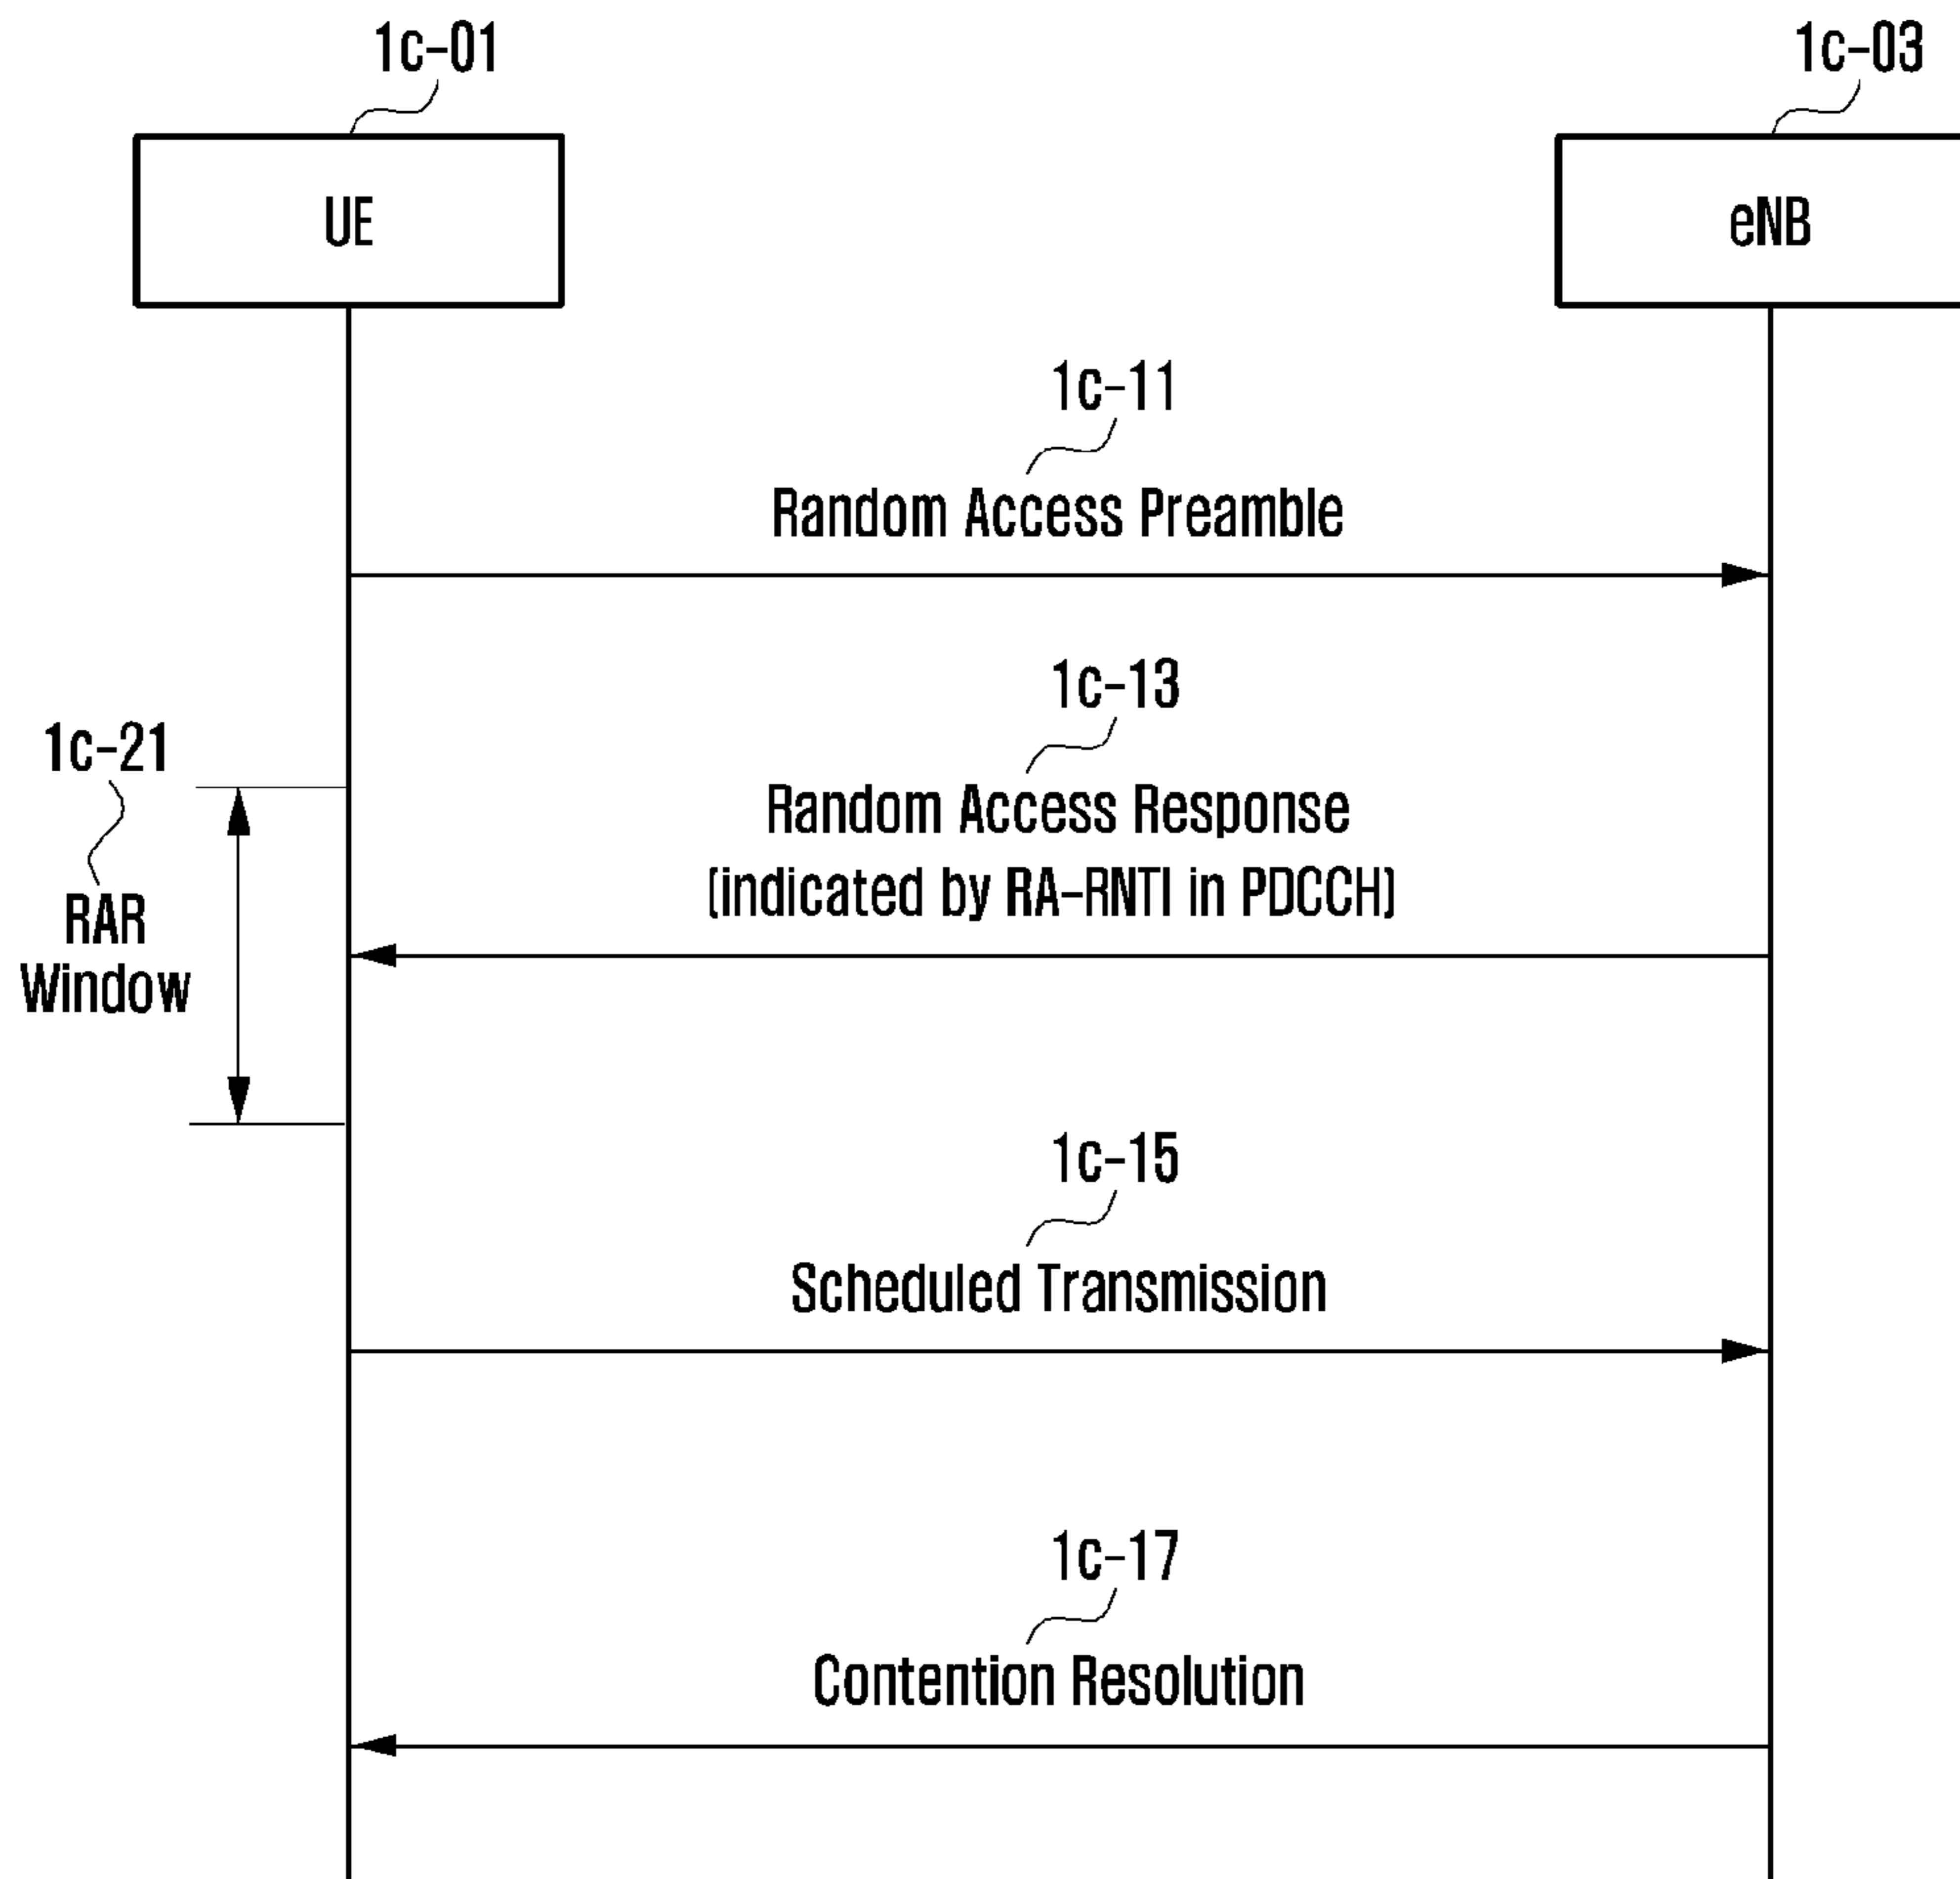 1c-01
1c-03
UE
eNB
1c-11
Random Access Preamble
1c-13
1c-21
Random Access Response
(indicated by RA-RNTI in PDCCH)
RAR
Window
1c-15
Scheduled Transmission
1c-17
Contention Resolution